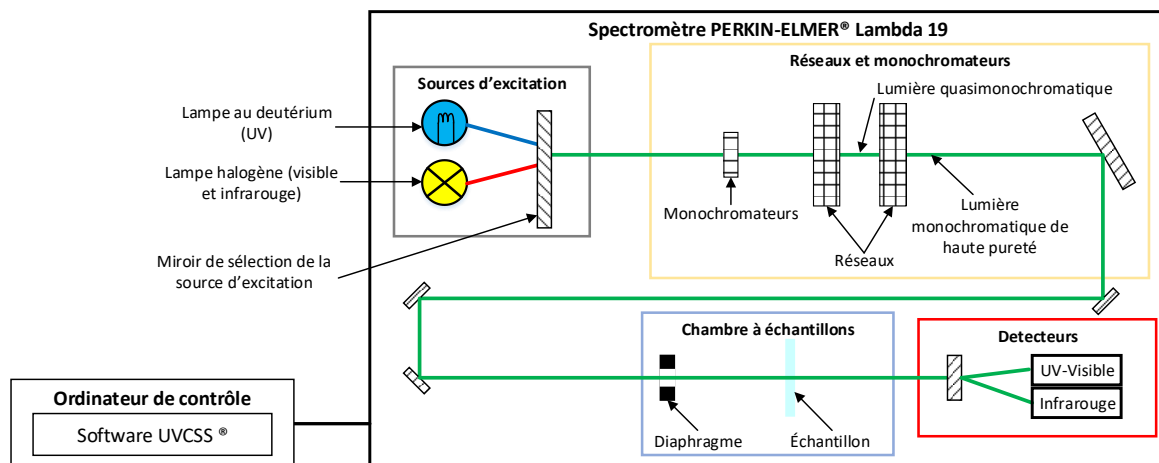 Spectromètre PERKIN-ELMER® Lambda 19
Sources d'excitation
Lampe au deutérium
(UV)
Lampe halogène (visible
et infrarouge)
Miroir de sélection de la
source d'excitation
Réseaux et monochromateurs
Lumière quasimonochromatique
Monochromateurs
Réseaux
Lumière
monochromatique de
haute pureté
Chambre à échantillons
Diaphragme
Échantillon
Detecteurs
UV-Visible
Infrarouge
Ordinateur de contrôle
Software UVCSS ®